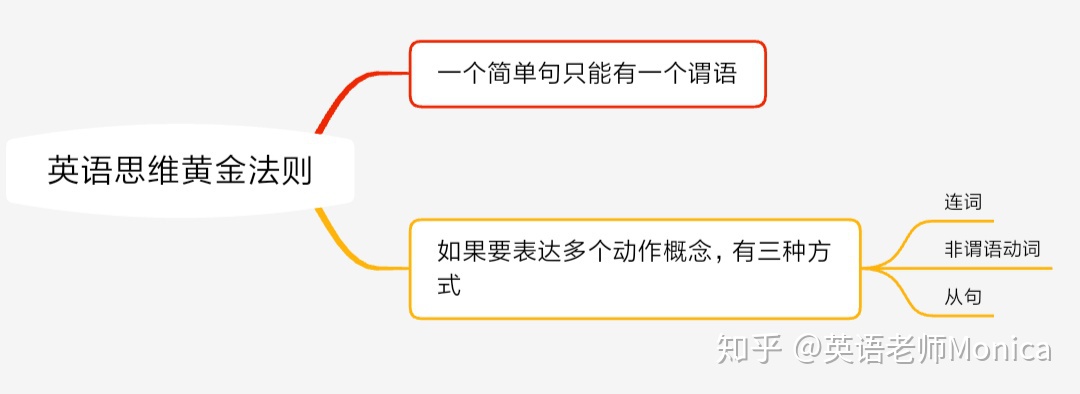 一个简单句只能有一个谓语
英语思维黄金法则
如果要表达多个动作概念，有三种方
式
连词
非谓语动词
从句
知乎 @英语老师Monica